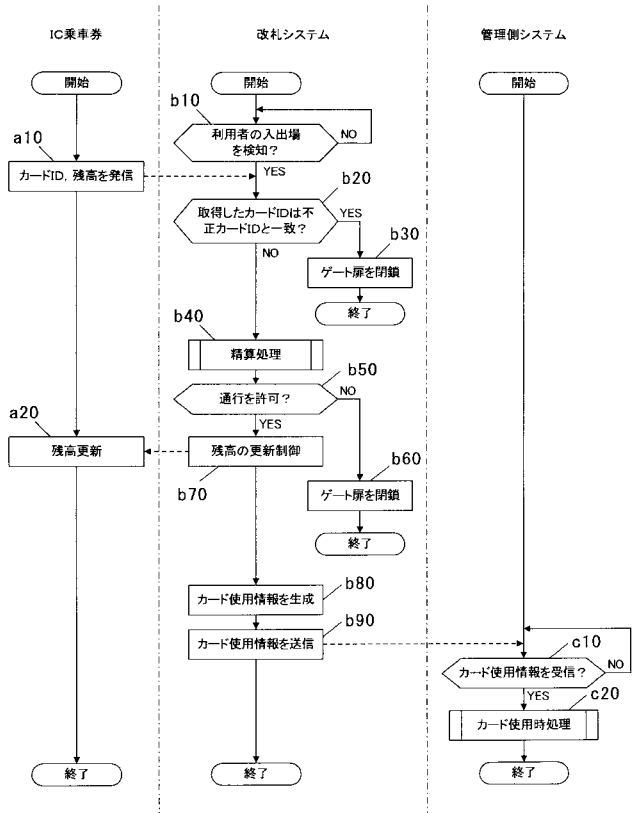 IC乗車券
改札システム
管理側システム
開始
開始
開始
b10
利用者の入出場
を検知？
NO
YES
a10
カードID, 残高を発信
b20
取得したカードIDは不
正カードIDと一致？
YES
NO
b30
ゲート扉を閉鎖
終了
b40
精算処理
b50
通行を許可？
NO
YES
a20
残高更新
残高の更新制御
b70
b60
ゲート扉を閉鎖
終了
b80
カード使用情報を生成
b90
カード使用情報を送信
c10
カード使用情報を受信？
NO
YES
c20
カード使用時処理
終了
終了
終了